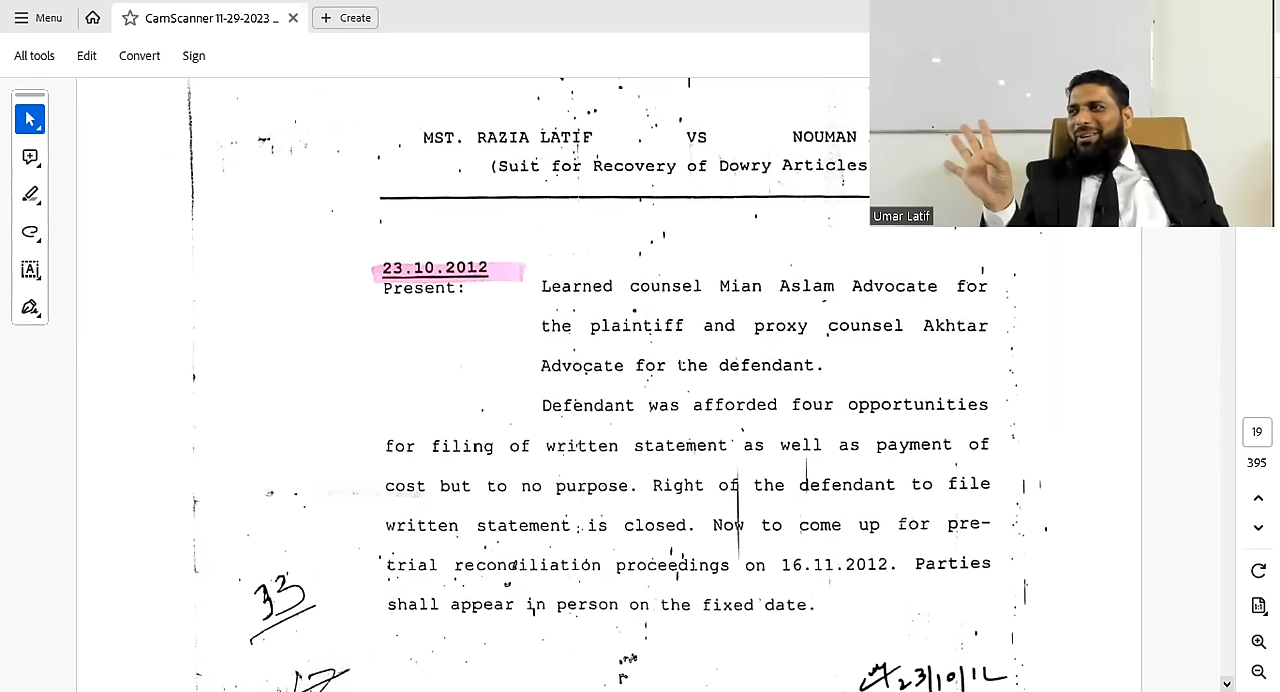 Menu
CamScanner 11-29-2023 ...
Create
All tools
Edit
Convert
Sign
MST. RAZIA LATIF VS NOUMAN
(Suit for Recovery of Dowry Articles
Umar Latif
23.10.2012
Present: Learned counsel Mian Aslam Advocate for
the plaintiff and proxy counsel Akhtar
Advocate for the defendant.
Defendant was afforded four opportunities
for filing of written statement as well as payment of
cost but to no purpose. Right of the defendant to file
written statement is closed. Now to come up for pre-
trial reconciliation proceedings on 16.11.2012. Parties
shall appear in person on the fixed date.
33
23/10/12
19
395